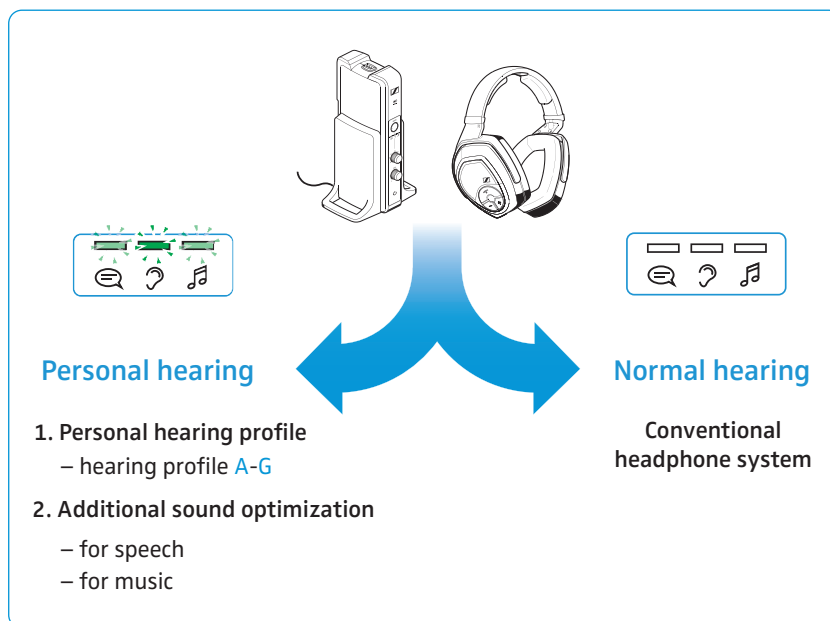 Personal hearing
1. Personal hearing profile
– hearing profile A-G
2. Additional sound optimization
– for speech
– for music
Normal hearing
Conventional
headphone system